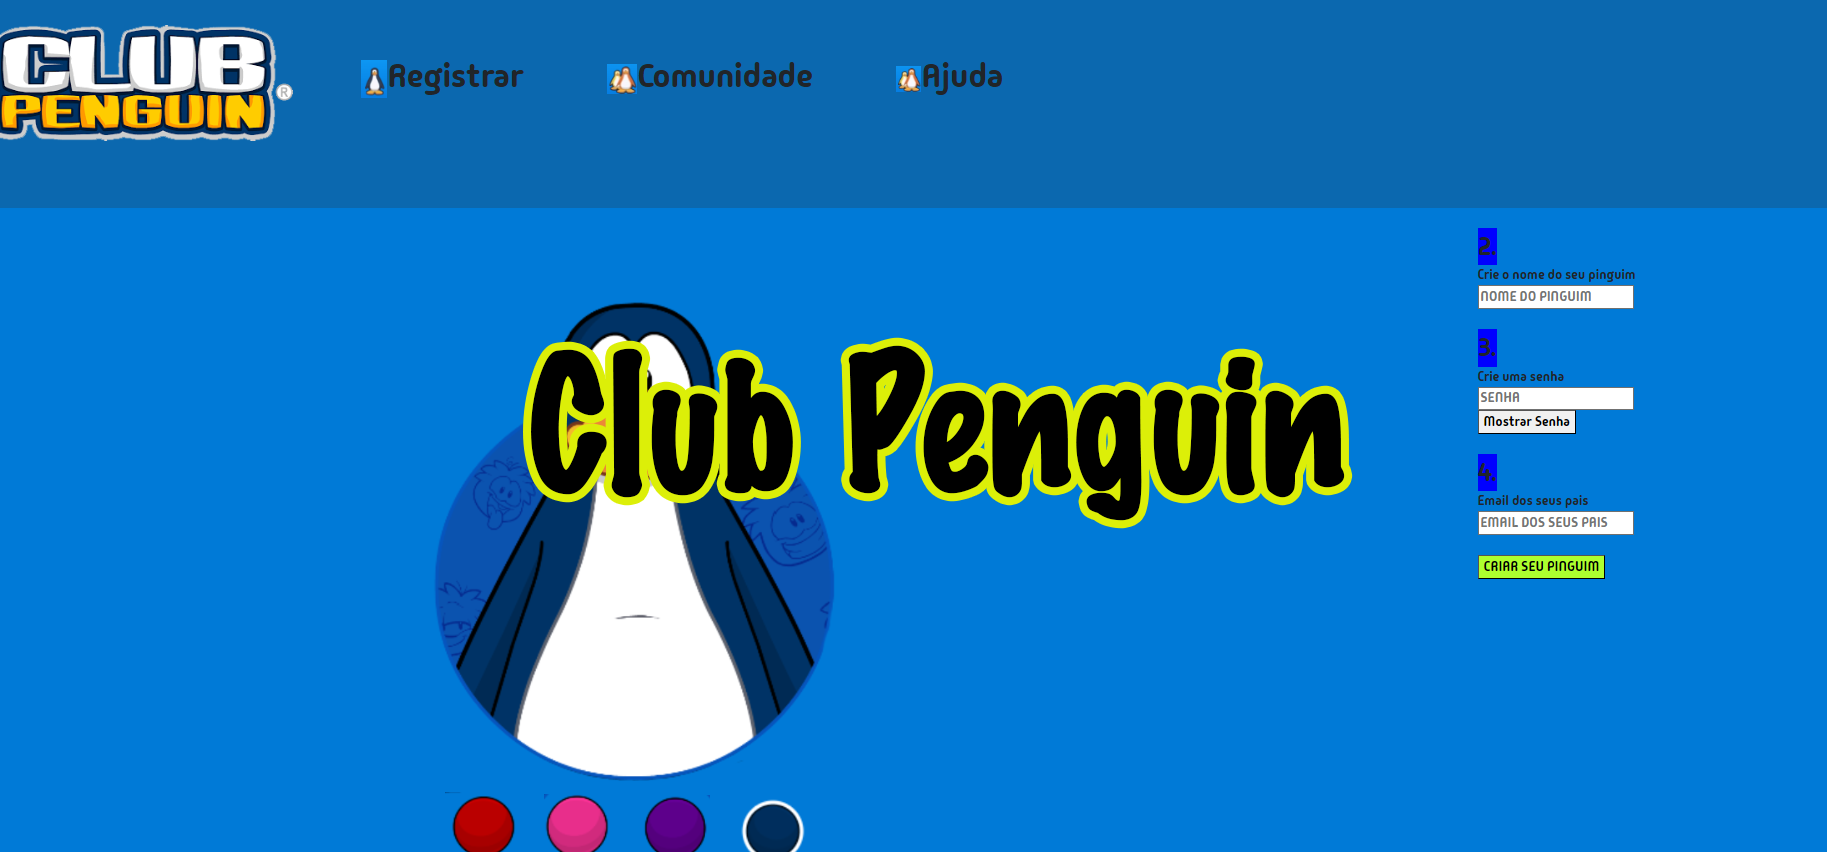 CLUB
PENGUIN ®
Registrar
Comunidade
Ajuda
Club Penguin
2.
Crie o nome do seu pinguim
NOME DO PINGUIM
3.
Crie uma senha
SENHA
Mostrar Senha
4.
Email dos seus pais
EMAIL DOS SEUS PAIS
CRIAR SEU PINGUIM